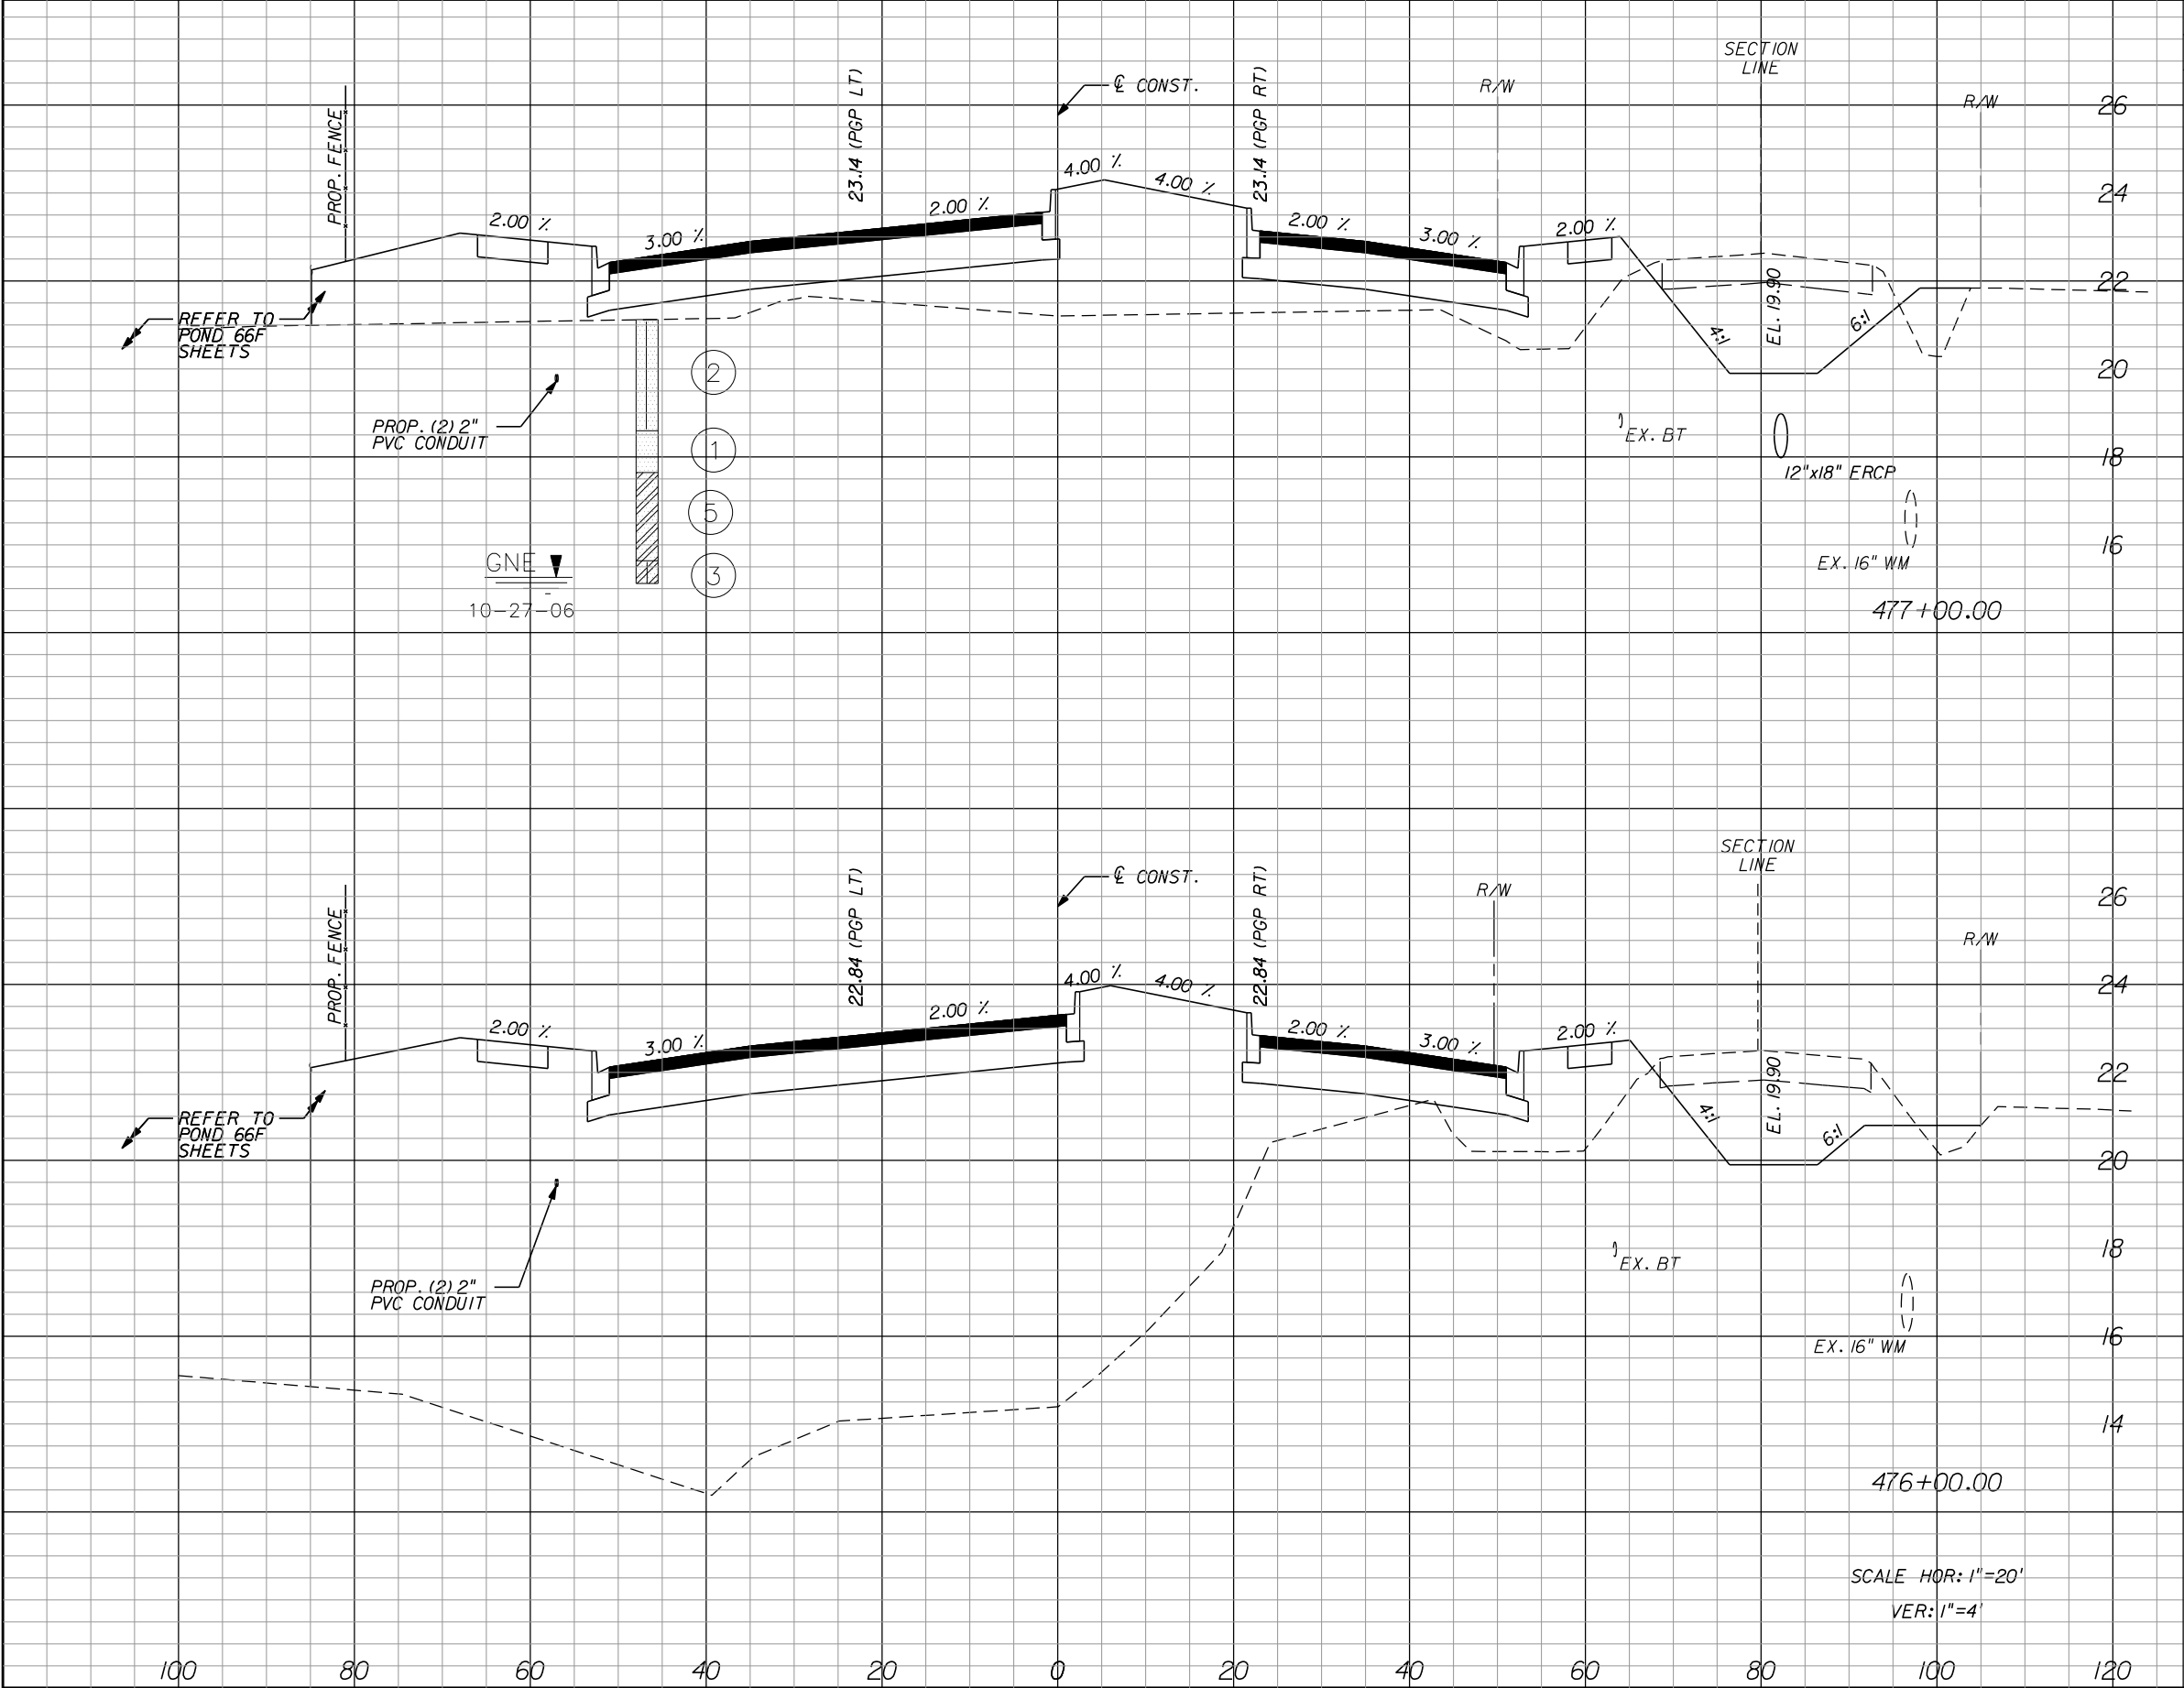 SECTION
LINE
PROP. FENCE
23.14 (PGP LT)
℄ CONST.
23.14 (PGP RT)
R/W
R/W
26
4.00 %
4.00 %
24
2.00 %
3.00 %
2.00 %
2.00 %
3.00 %
2.00 %
22
EL. 19.90
4:1
6:1
REFER TO
POND 66F
SHEETS
20
2
PROP. (2) 2"
PVC CONDUIT
1
EX. BT
18
12"x18" ERCP
5
16
GNE
3
EX. 16" WM
10-27-06
477+00.00
SECTION
LINE
PROP. FENCE
22.84 (PGP LT)
℄ CONST.
22.84 (PGP RT)
R/W
26
R/W
4.00 %
4.00 %
24
2.00 %
3.00 %
2.00 %
2.00 %
3.00 %
2.00 %
22
EL. 19.90
4:1
6:1
REFER TO
POND 66F
SHEETS
20
18
EX. BT
PROP. (2) 2"
PVC CONDUIT
16
EX. 16" WM
14
476+00.00
SCALE HOR: 1"=20'
VER: 1"=4'
100 80 60 40 20 0 20 40 60 80 100 120